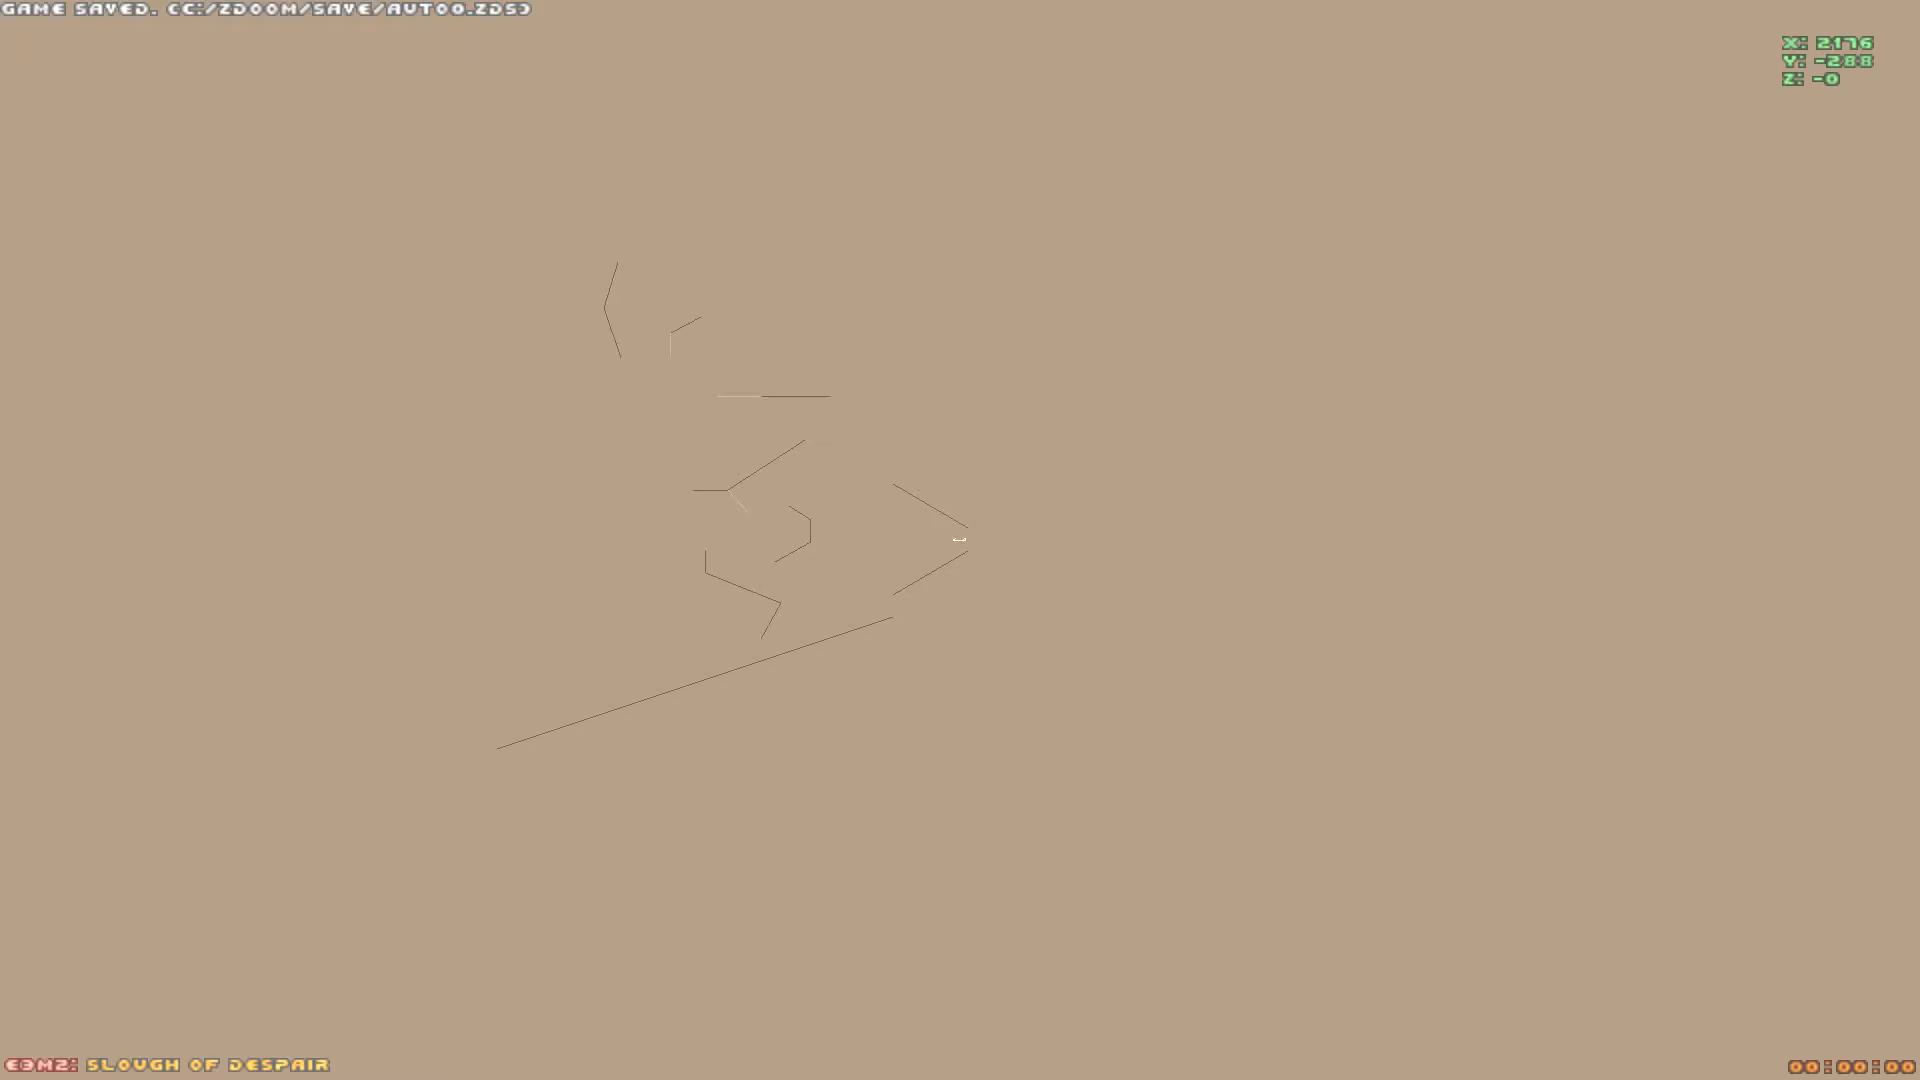 GAME SAVED. (C:/ZDOOM/SAVE/AUTO0.ZDS)
X: 2176
Y: -288
Z: -0
E3M2: SLOUGH OF DESPAIR
00:00:00